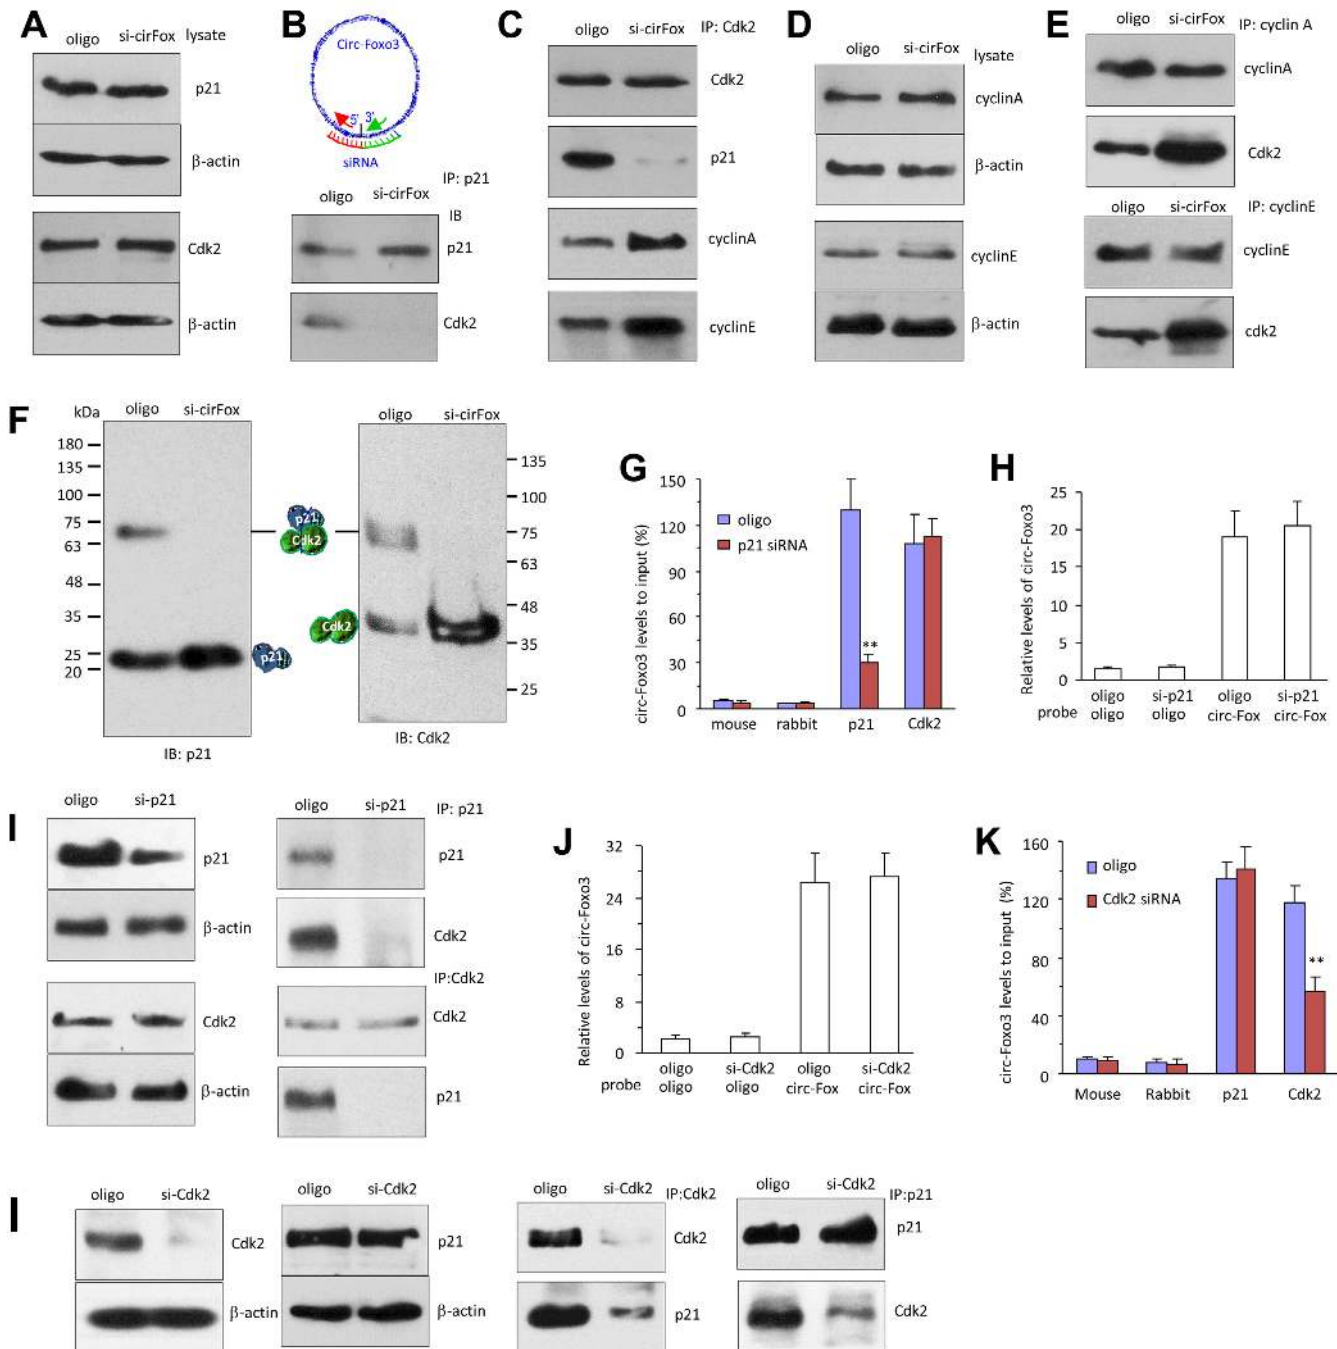 A
oligo si-cirFox lysate
p21
β-actin
Cdk2
β-actin
B
Circ-Foxo3
5' 3'
siRNA
oligo si-cirFox IP: p21
IB
p21
Cdk2
C
oligo si-cirFox IP: Cdk2
Cdk2
p21
cyclinA
cyclinE
D
oligo si-cirFox lysate
cyclinA
β-actin
cyclinE
β-actin
E
oligo si-cirFox IP: cyclin A
cyclinA
Cdk2
oligo si-cirFox IP: cyclinE
cyclinE
cdk2
F
kDa oligo si-cirFox
180
135
100
75
63
48
35
25
20
IB: p21
p21
Cdk2
Cdk2
p21
oligo si-cirFox
135
100
75
63
48
35
25
IB: Cdk2
G
circ-Foxo3 levels to input (%)
150
120
90
60
30
0
oligo
p21 siRNA
**
mouse rabbit p21 Cdk2
H
Relative levels of circ-Foxo3
25
20
15
10
5
0
oligo si-p21 oligo si-p21
probe oligo oligo circ-Fox circ-Fox
I
oligo si-p21
p21
β-actin
Cdk2
β-actin
oligo si-p21 IP: p21
p21
Cdk2
IP:Cdk2
Cdk2
p21
J
Relative levels of circ-Foxo3
32
24
16
8
0
oligo si-Cdk2 oligo si-Cdk2
probe oligo oligo circ-Fox circ-Fox
K
circ-Foxo3 levels to input (%)
160
120
80
40
0
oligo
Cdk2 siRNA
**
Mouse Rabbit p21 Cdk2
I
oligo si-Cdk2
Cdk2
β-actin
oligo si-Cdk2
p21
β-actin
oligo si-Cdk2 IP:Cdk2
Cdk2
p21
oligo si-Cdk2 IP:p21
p21
Cdk2